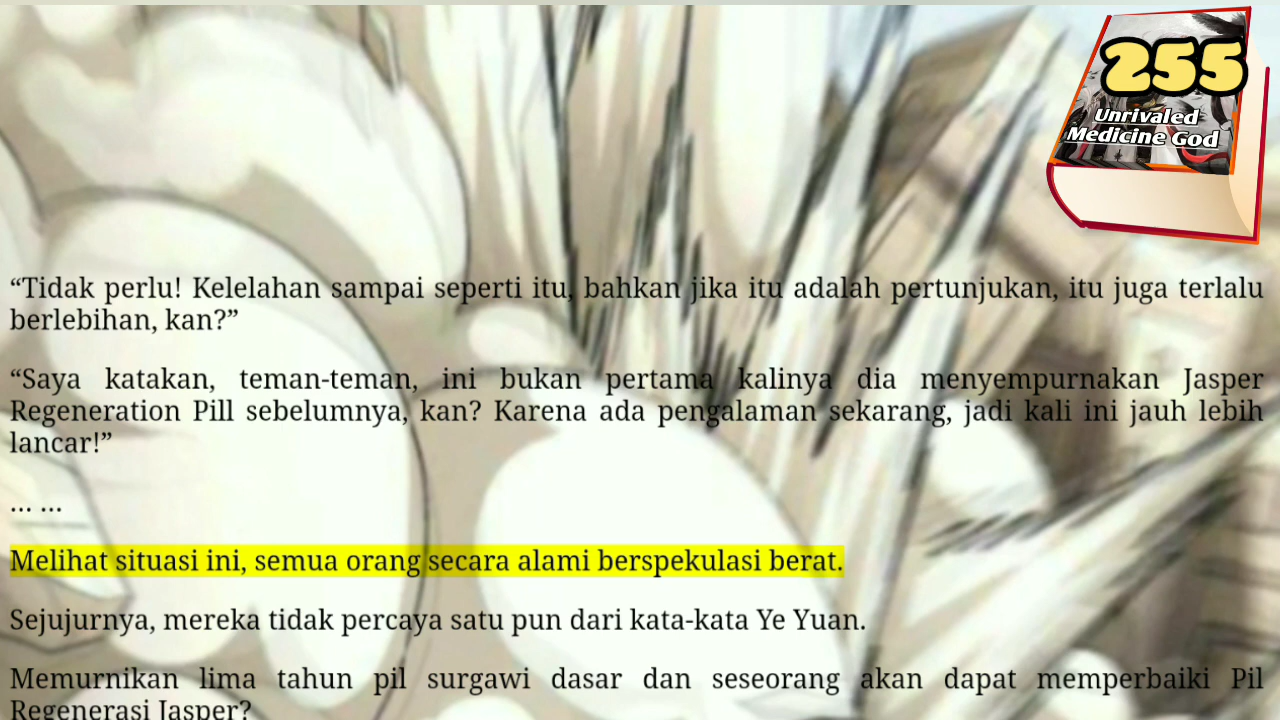 255
Unrivaled
Medicine God
“Tidak perlu! Kelelahan sampai seperti itu, bahkan jika itu adalah pertunjukan, itu juga terlalu
berlebihan, kan?”
“Saya katakan, teman-teman, ini bukan pertama kalinya dia menyempurnakan Jasper
Regeneration Pill sebelumnya, kan? Karena ada pengalaman sekarang, jadi kali ini jauh lebih
lancar!”
... ...
Melihat situasi ini, semua orang secara alami berspekulasi berat.
Sejujurnya, mereka tidak percaya satu pun dari kata-kata Ye Yuan.
Memurnikan lima tahun pil surgawi dasar dan seseorang akan dapat memperbaiki Pil
Regenerasi Jasper?